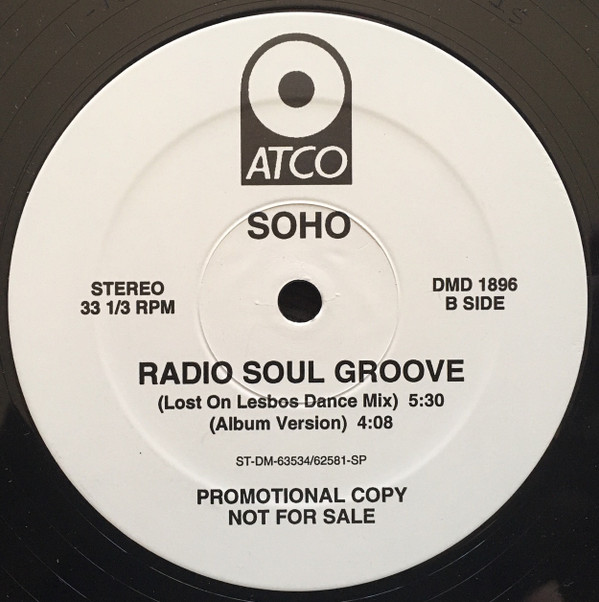 ATCO
SOHO
STEREO
33 1/3 RPM
DMD 1896
B SIDE
RADIO SOUL GROOVE
(Lost On Lesbos Dance Mix) 5:30
(Album Version) 4:08
ST-DM-63534/62581-SP
PROMOTIONAL COPY
NOT FOR SALE